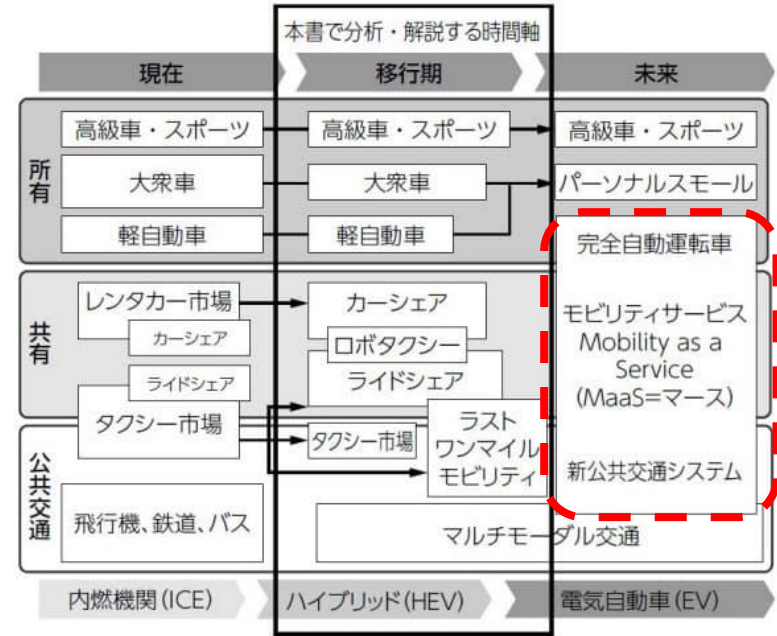 本書で分析・解説する時間軸
現在
移行期
未来
所有
高級車・スポーツ
高級車・スポーツ
高級車・スポーツ
大衆車
大衆車
パーソナルスモール
軽自動車
軽自動車
完全自動運転車
共有
レンタカー市場
カーシェア
カーシェア
ロボタクシー
ライドシェア
ライドシェア
モビリティサービス
Mobility as a
Service
(MaaS=マース)
タクシー市場
タクシー市場
ラスト
ワンマイル
モビリティ
新公共交通システム
公共交通
飛行機、鉄道、バス
マルチモーダル交通
内燃機関(ICE)
ハイブリッド(HEV)
電気自動車(EV)